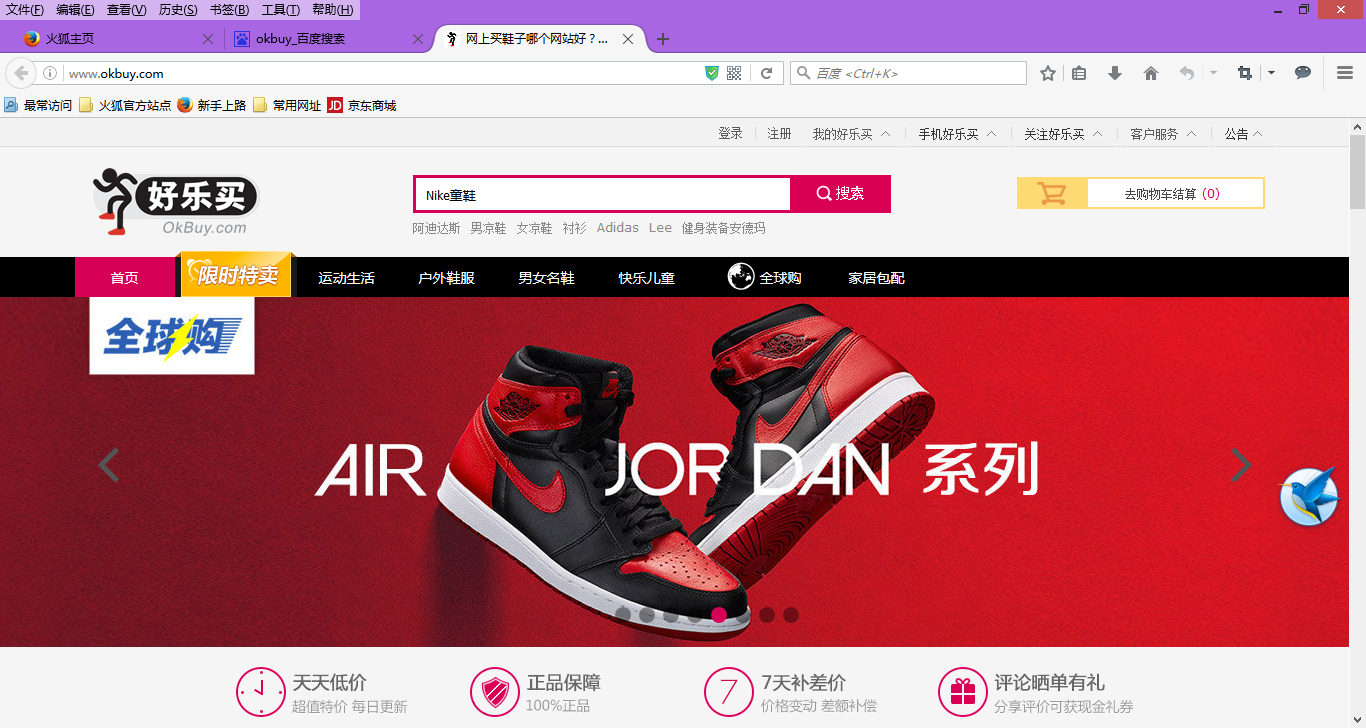 文件(F) 编辑(E) 查看(V) 历史(S) 书签(B) 工具(T) 帮助(H)
火狐主页 okbuy_百度搜索 网上买鞋子哪个网站好？...
www.okbuy.com 百度 <Ctrl+K>
最常访问 火狐官方站点 新手上路 常用网址 JD 京东商城
登录 注册 我的好乐买 手机好乐买 关注好乐买 客户服务 公告
好乐买
OkBuy.com
Nike童鞋 搜索 去购物车结算 (0)
阿迪达斯 男凉鞋 女凉鞋 衬衫 Adidas Lee 健身装备安德玛
首页 限时特卖 运动生活 户外鞋服 男女名鞋 快乐儿童 全球购 家居包配
全球购
AIR JORDAN 系列
天天低价 正品保障 7 7天补差价 评论晒单有礼
超值特价 每日更新 100%正品 价格变动 差额补偿 分享评价可获现金礼券